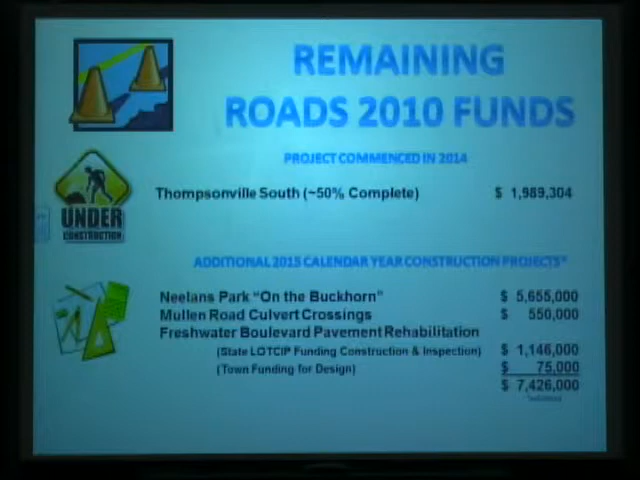 REMAINING
ROADS 2010 FUNDS
PROJECT COMMENCED IN 2014
Thompsonville South (~50% Complete) $ 1,989,304
UNDER
CONSTRUCTION
ADDITIONAL 2015 CALENDAR YEAR CONSTRUCTION PROJECTS*
Neelans Park "On the Buckhorn" $ 5,655,000
Mullen Road Culvert Crossings $ 550,000
Freshwater Boulevard Pavement Rehabilitation
(State LOTCIP Funding Construction & Inspection) $ 1,146,000
(Town Funding for Design) $ 75,000
$ 7,426,000